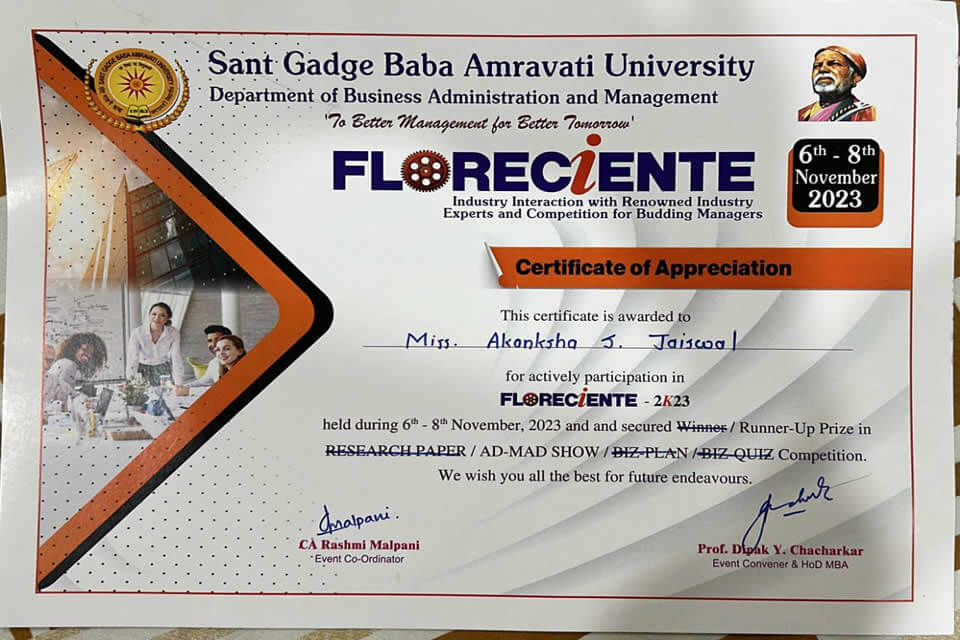 Sant Gadge Baba Amravati University
Department of Business Administration and Management
'To Better Management for Better Tomorrow'
FLORECiENTE
Industry Interaction with Renowned Industry
Experts and Competition for Budding Managers
6th - 8th
November
2023
Certificate of Appreciation
This certificate is awarded to
Miss. Akanksha J. Jaiswal
for actively participation in
FLORECiENTE - 2K23
held during 6th - 8th November, 2023 and and secured Winner / Runner-Up Prize in
RESEARCH PAPER / AD-MAD SHOW / BIZ-PLAN / BIZ-QUIZ Competition.
We wish you all the best for future endeavours.
Rmalpani.
CA Rashmi Malpani
Event Co-Ordinator
Prof. Dipak Y. Chacharkar
Event Convener & HoD MBA